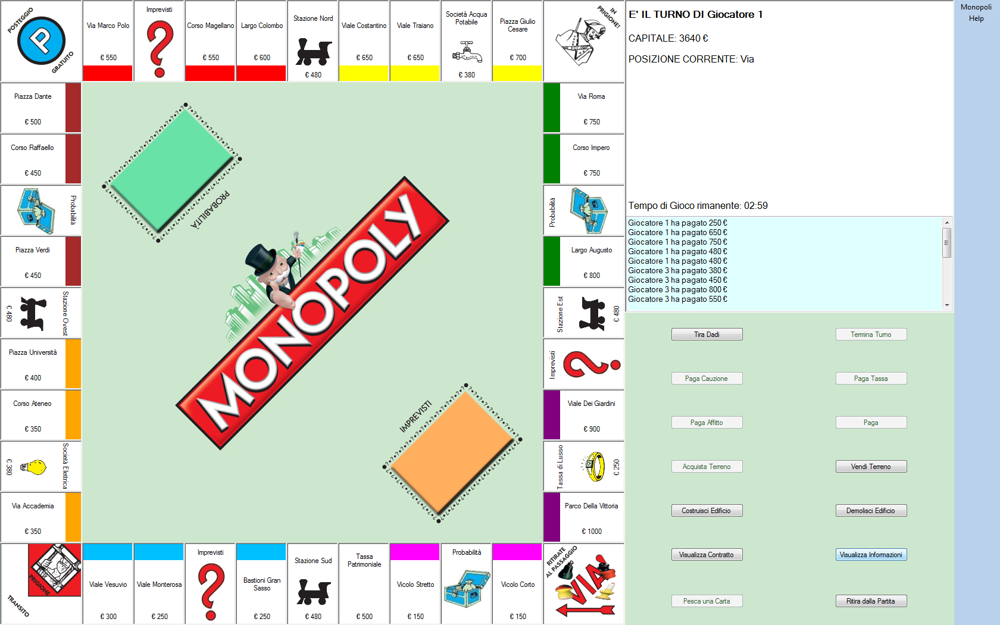 POSTEGGIO
P
GRATUITO
Via Marco Polo
€ 550
Imprevisti
?
Corso Magellano
€ 550
Largo Colombo
€ 600
Stazione Nord
€ 480
Viale Costantino
€ 650
Viale Traiano
€ 650
Società Acqua
Potabile
€ 380
Piazza Giulio
Cesare
€ 700
IN
PRIGIONE!
Piazza Dante
€ 500
Corso Raffaello
€ 450
Probabilità
Piazza Verdi
€ 450
Stazione Ovest
€ 480
Piazza Università
€ 400
Corso Ateneo
€ 350
Società Elettrica
€ 380
Via Accademia
€ 350
PROBABILITÀ
MONOPOLY
IMPREVISTI
Via Roma
€ 750
Corso Impero
€ 750
Probabilità
Largo Augusto
€ 800
Stazione Est
€ 480
Imprevisti
?
Viale Dei Giardini
€ 900
Tassa di Lusso
€ 250
Parco Della Vittoria
€ 1000
PRIGIONE
TRANSITO
Viale Vesuvio
€ 300
Viale Monterosa
€ 250
Imprevisti
?
Bastioni Gran
Sasso
€ 250
Stazione Sud
€ 480
Tassa
Patrimoniale
€ 500
Vicolo Stretto
€ 150
Probabilità
Vicolo Corto
€ 150
RITIRATE
AL PASSAGGIO
VIA!
E' IL TURNO DI Giocatore 1
CAPITALE: 3640 €
POSIZIONE CORRENTE: Via
Tempo di Gioco rimanente: 02:59
Giocatore 1 ha pagato 250 €
Giocatore 1 ha pagato 650 €
Giocatore 1 ha pagato 750 €
Giocatore 1 ha pagato 480 €
Giocatore 1 ha pagato 480 €
Giocatore 3 ha pagato 380 €
Giocatore 3 ha pagato 450 €
Giocatore 3 ha pagato 800 €
Giocatore 3 ha pagato 550 €
Tira Dadi
Termina Turno
Paga Cauzione
Paga Tassa
Paga Affitto
Paga
Acquista Terreno
Vendi Terreno
Costruisci Edificio
Demolisci Edificio
Visualizza Contratto
Visualizza Informazioni
Pesca una Carta
Ritira dalla Partita
Monopoli
Help